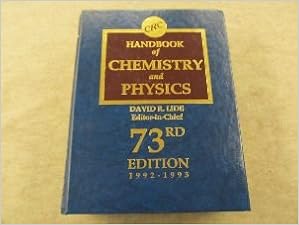 CRC
HANDBOOK
of
CHEMISTRY
and
PHYSICS
DAVID R. LIDE
Editor-in-Chief
73RD
EDITION
1992-1993